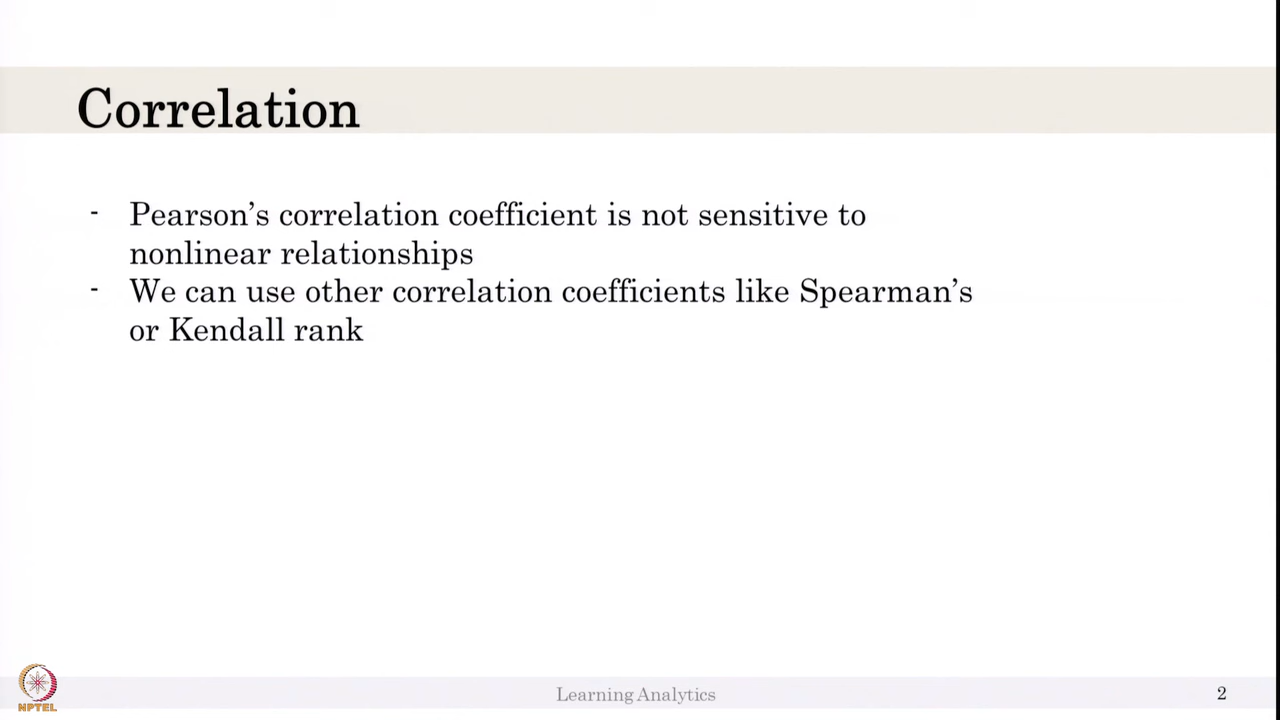 Correlation
- Pearson’s correlation coefficient is not sensitive to
nonlinear relationships
- We can use other correlation coefficients like Spearman’s
or Kendall rank
NPTEL
Learning Analytics
2